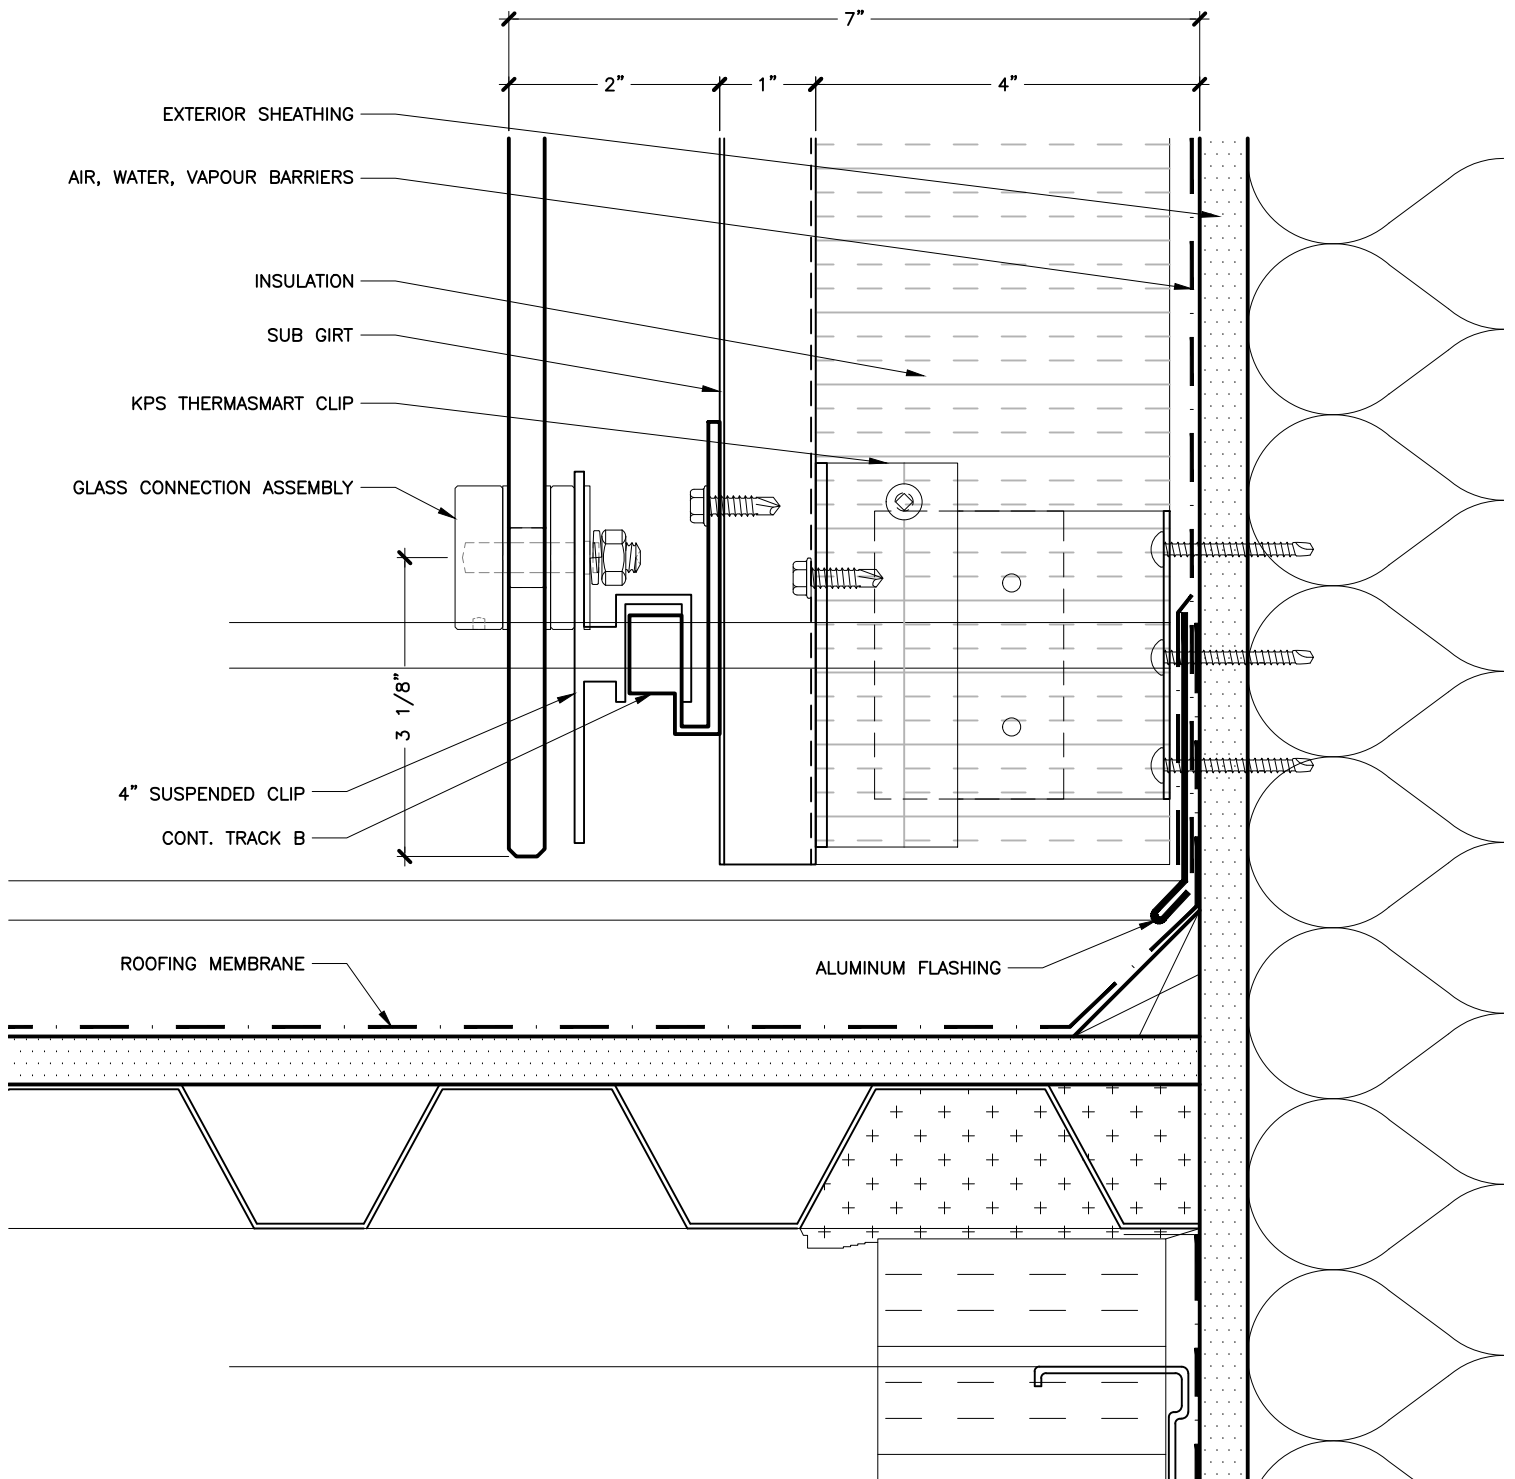 7”
2”
1”
4”
EXTERIOR SHEATHING
AIR, WATER, VAPOUR BARRIERS
INSULATION
SUB GIRT
KPS THERMASMART CLIP
GLASS CONNECTION ASSEMBLY
3 1/8”
4” SUSPENDED CLIP
CONT. TRACK B
ROOFING MEMBRANE
ALUMINUM FLASHING